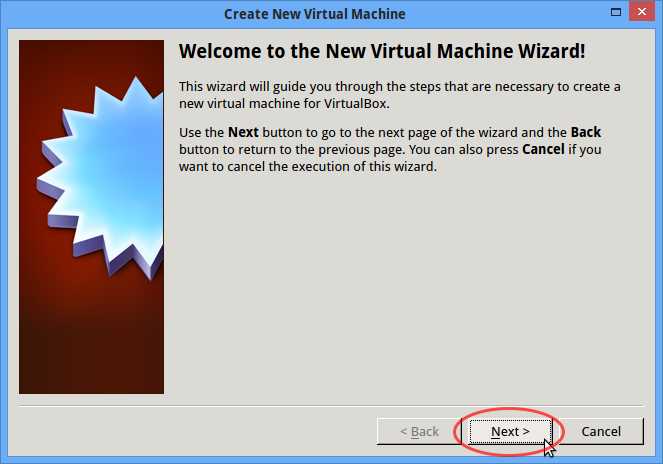 Create New Virtual Machine
Welcome to the New Virtual Machine Wizard!
This wizard will guide you through the steps that are necessary to create a
new virtual machine for VirtualBox.
Use the Next button to go to the next page of the wizard and the Back
button to return to the previous page. You can also press Cancel if you
want to cancel the execution of this wizard.
< Back Next > Cancel